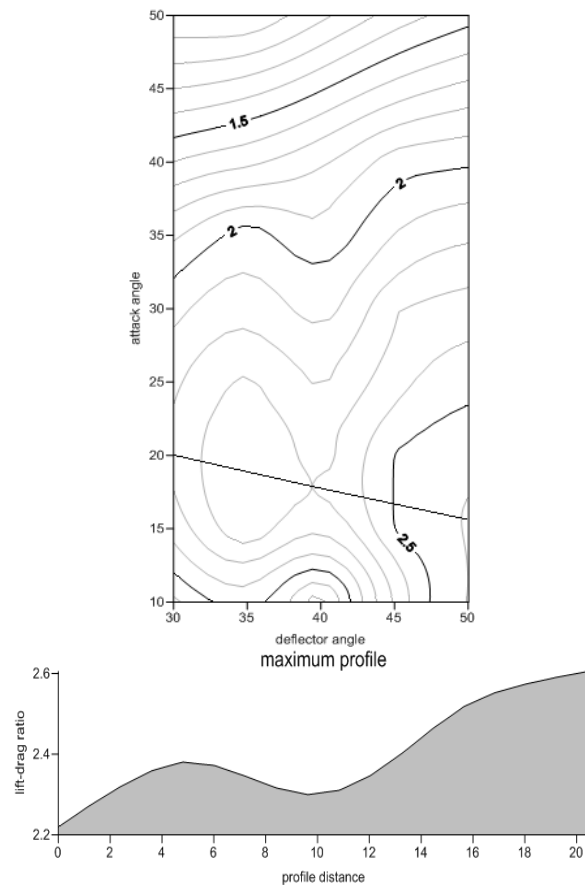 50
45
1.5
40
2
2
35
attack angle
30
25
20
15
2.5
10
30 35 40 45 50
deflector angle
maximum profile
2.6
lift-drag ratio
2.4
2.2
0 2 4 6 8 10 12 14 16 18 20
profile distance